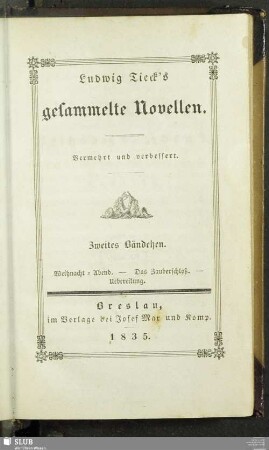 Ludwig Tieck's
gesammelte Novellen.
Vermehrt und verbessert.
Zweites Bändchen.
Weihnacht-Abend. — Das Zauberschloß. —
Uebereilung.
Breslau,
im Verlage bei Josef Max und Komp.
1835.
SLUB